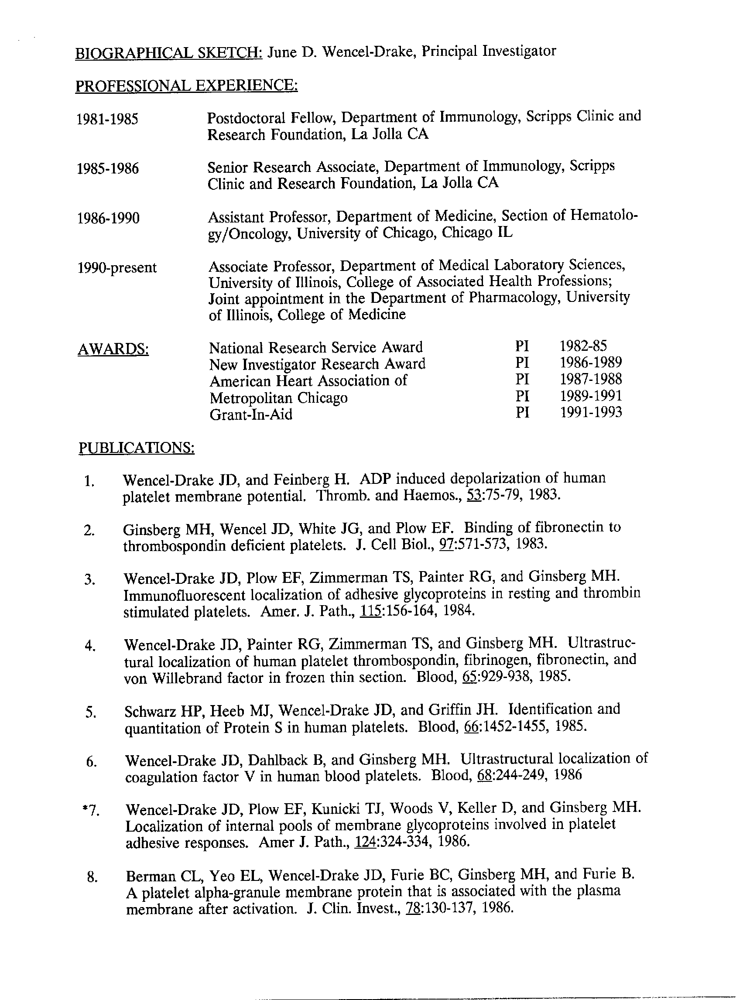 BIOGRAPHICAL SKETCH: June D. Wencel-Drake, Principal Investigator
PROFESSIONAL EXPERIENCE:
1981-1985 Postdoctoral Fellow, Department of Immunology, Scripps Clinic and
Research Foundation, La Jolla CA
1985-1986 Senior Research Associate, Department of Immunology, Scripps
Clinic and Research Foundation, La Jolla CA
1986-1990 Assistant Professor, Department of Medicine, Section of Hematolo-
gy/Oncology, University of Chicago, Chicago IL
1990-present Associate Professor, Department of Medical Laboratory Sciences,
University of Illinois, College of Associated Health Professions;
Joint appointment in the Department of Pharmacology, University
of Illinois, College of Medicine
AWARDS: National Research Service Award PI 1982-85
New Investigator Research Award PI 1986-1989
American Heart Association of PI 1987-1988
Metropolitan Chicago PI 1989-1991
Grant-In-Aid PI 1991-1993
PUBLICATIONS:
1. Wencel-Drake JD, and Feinberg H. ADP induced depolarization of human
platelet membrane potential. Thromb. and Haemos., 53:75-79, 1983.
2. Ginsberg MH, Wencel JD, White JG, and Plow EF. Binding of fibronectin to
thrombospondin deficient platelets. J. Cell Biol., 97:571-573, 1983.
3. Wencel-Drake JD, Plow EF, Zimmerman TS, Painter RG, and Ginsberg MH.
Immunofluorescent localization of adhesive glycoproteins in resting and thrombin
stimulated platelets. Amer. J. Path., 115:156-164, 1984.
4. Wencel-Drake JD, Painter RG, Zimmerman TS, and Ginsberg MH. Ultrastruc-
tural localization of human platelet thrombospondin, fibrinogen, fibronectin, and
von Willebrand factor in frozen thin section. Blood, 65:929-938, 1985.
5. Schwarz HP, Heeb MJ, Wencel-Drake JD, and Griffin JH. Identification and
quantitation of Protein S in human platelets. Blood, 66:1452-1455, 1985.
6. Wencel-Drake JD, Dahlback B, and Ginsberg MH. Ultrastructural localization of
coagulation factor V in human blood platelets. Blood, 68:244-249, 1986
*7. Wencel-Drake JD, Plow EF, Kunicki TJ, Woods V, Keller D, and Ginsberg MH.
Localization of internal pools of membrane glycoproteins involved in platelet
adhesive responses. Amer J. Path., 124:324-334, 1986.
8. Berman CL, Yeo EL, Wencel-Drake JD, Furie BC, Ginsberg MH, and Furie B.
A platelet alpha-granule membrane protein that is associated with the plasma
membrane after activation. J. Clin. Invest., 78:130-137, 1986.